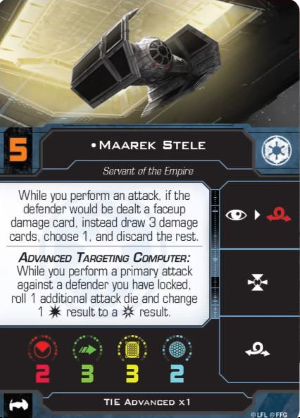 5
•MAAREK STELE
Servant of the Empire
While you perform an attack, if the
defender would be dealt a faceup
damage card, instead draw 3 damage
cards, choose 1, and discard the rest.
ADVANCED TARGETING COMPUTER:
While you perform a primary attack
against a defender you have locked,
roll 1 additional attack die and change
1 result to a result.
2 3 3 2
TIE ADVANCED X1
©LFL ©FFG